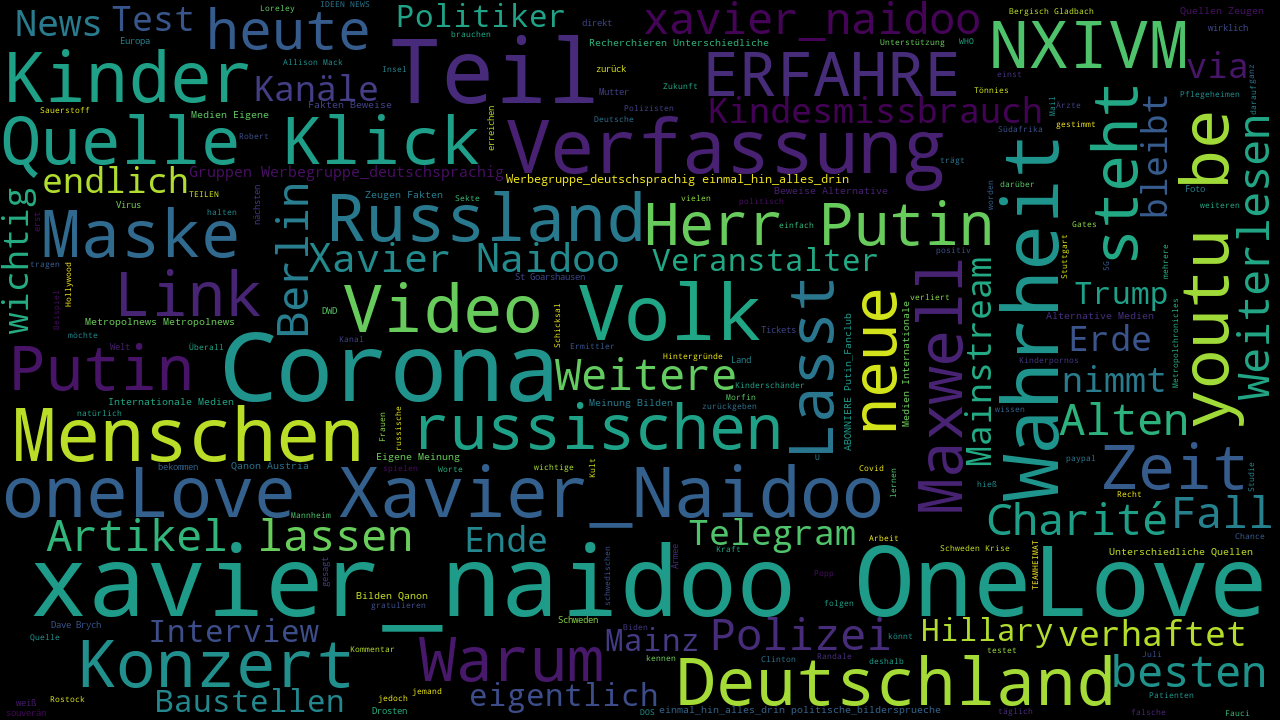 News
Test
heute
Loreley
IDEEN NEWS
Politiker
direkt
xavier_naidoo
Bergisch Gladbach
Quellen Zeugen
Europa
brauchen
Teil
Recherchieren Unterschiedliche
Unterstützung
WHO
NXIVM
wirklich
via
Kinder
Allison Mack
Insel
zurück
ERFAHRE
einst
Kanäle
Mutter
Zukunft
Tönnies
Pflegeheimen
daraufganz
Sauerstoff
Fakten Beweise
Polizisten
Kindesmissbrauch
Mail
Ärzte
Medien Eigene
Deutsche
Südafrika
gestimmt
Quelle
Robert
Klick
erreichen
Verfassung
trägt
Wahrheit
steht
bleibt
you​tu be
Weiterlesen
endlich
Gruppen Werbegruppe_deutschsprachig
Werbegruppe_deutschsprachig einmal_hin_alles_drin
TEILEN
Zeugen Fakten
Sekte
vielen
Beweise Alternative
worden
darüber
Foto
wichtig
erst
Virus
halten
nächsten
Berlin
Russland
politisch
weiteren
Maske
einfach
Herr Putin
Gates
Stuttgart
tragen
Hollywood
Xavier Naidoo
Veranstalter
positiv
SG
mehrere
beispiel
Link
St Goarshausen
Lasst
neue
Maxwell
Mainstream
Trump
Video
Volk
verliert
Metropolchronicles
DWD
Schicksal
Tickets
Alternative Medien
Metropolnews Metropolnews
ABONNIERE Putin_Fanclub
Medien Internationale
Erde
möchte
Welt
Überall
Corona
Kanal
Ermittler
Hintergründe
Land
Kinderpornos
Putin
Weitere
nimmt
Kinderschänder
Internationale Medien
Morfin
Meinung Bilden
zurückgeben
natürlich
Menschen
Frauen
russische
russischen
wissen
Alten
Eigene Meinung
U
bekommen
Qanon Austria
spielen
Worte
wichtige
Kult
Covid
lernen
hieß
paypal
Zeit
Studie
oneLove Xavier_Naidoo
Recht
Mannheim
Charité
Fall
Artikel
lassen
Ende
Telegram
Arbeit
Chance
gesagt
schwedischen
Armee
Kraft
Schweden Krise
TEAMHEIMAT
Unterschiedliche Quellen
xavier_naidoo
OneLove
Popp
Bilden Qanon
gratulieren
folgen
Dave Brych
Schweden
Quelle
Interview
Mainz
Biden
Polizei
könnt
Hillary
verhaftet
Konzert
Kommentar
Warum
kennen
Clinton
Randale
deshalb
testet
Juli
Deutschland
besten
weiß
souverän
Rostock
Baustellen
jedoch
jemand
Drosten
eigentlich
DOS
einmal_hin_alles_drin politische_bildersprueche
täglich
Patienten
falsche
Fauci